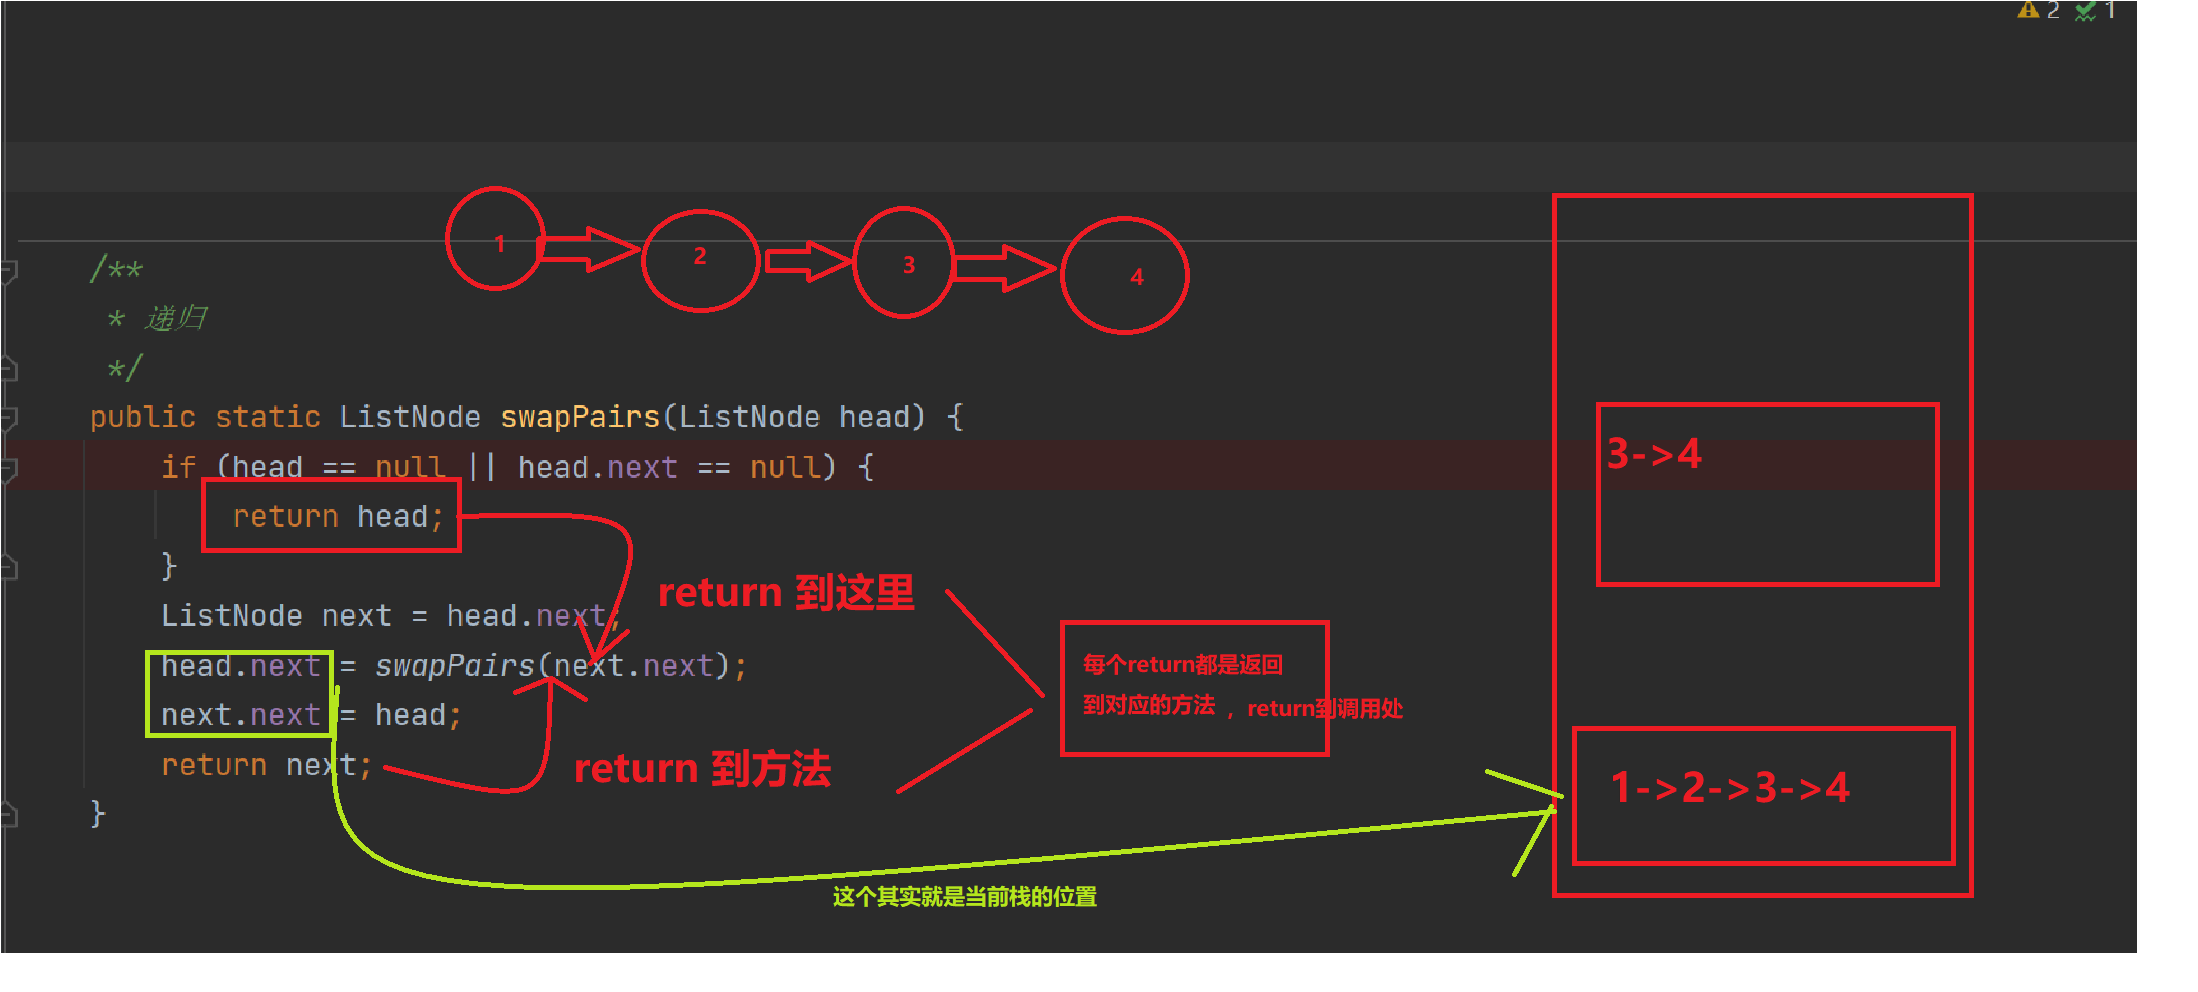 2 1
1
2
3
4
/**
* 递归
*/
public static ListNode swapPairs(ListNode head) {
if (head == null || head.next == null) {
return head;
}
return 到这里
ListNode next = head.next;
head.next = swapPairs(next.next);
next.next = head;
return next;
}
return 到方法
每个return都是返回
到对应的方法 ，return到调用处
3->4
1->2->3->4
这个其实就是当前栈的位置